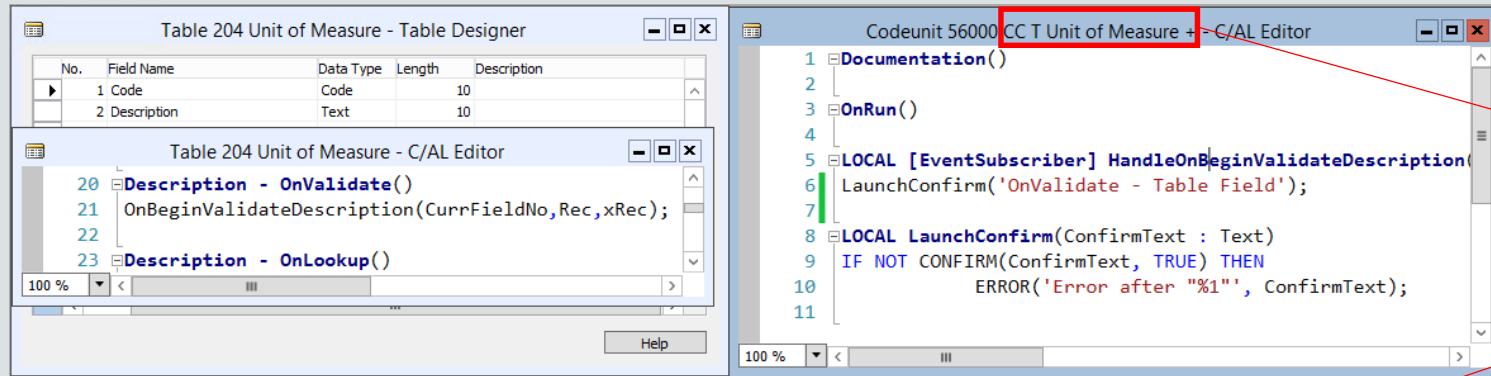 Table 204 Unit of Measure - Table Designer
No. Field Name Data Type Length Description
1 Code Code 10
2 Description Text 10
Table 204 Unit of Measure - C/AL Editor
20 Description - OnValidate()
21 OnBeginValidateDescription(CurrFieldNo,Rec,xRec);
22
23 Description - OnLookup()
100 %
Help
Codeunit 56000 CC T Unit of Measure + - C/AL Editor
1 Documentation()
2
3 OnRun()
4
5 LOCAL [EventSubscriber] HandleOnBeginValidateDescription(
6 LaunchConfirm('OnValidate - Table Field');
7
8 LOCAL LaunchConfirm(ConfirmText : Text)
9 IF NOT CONFIRM(ConfirmText, TRUE) THEN
10 ERROR('Error after "%1"', ConfirmText);
11
100 %